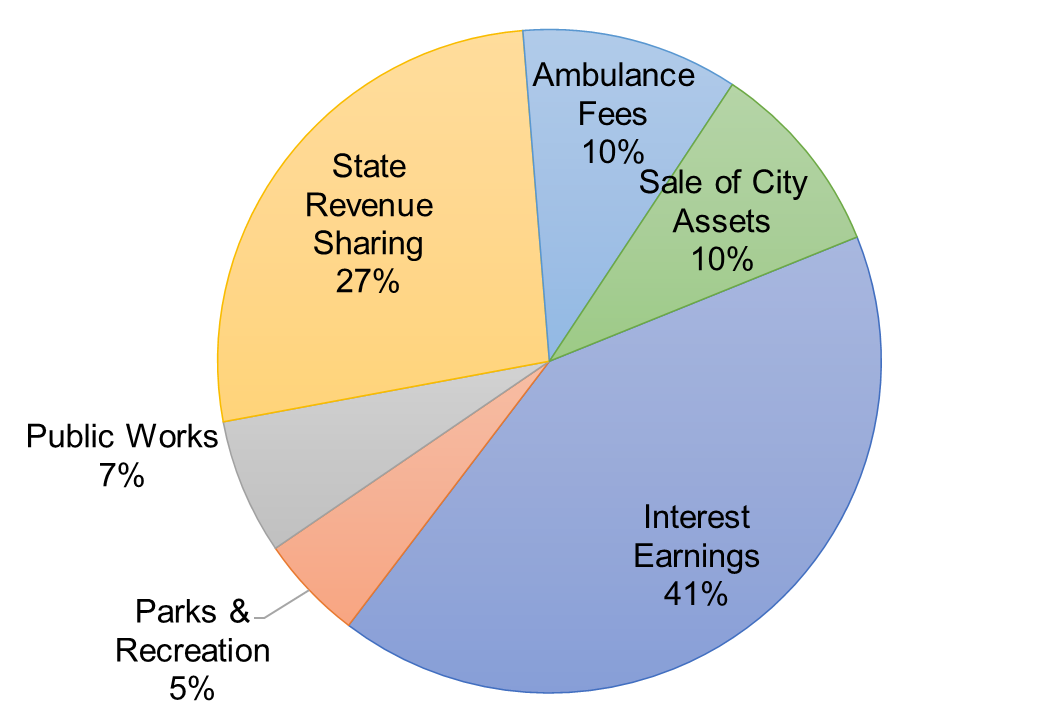 Ambulance
Fees
10%
Sale of City
Assets
10%
State
Revenue
Sharing
27%
Public Works
7%
Interest
Earnings
41%
Parks &
Recreation
5%